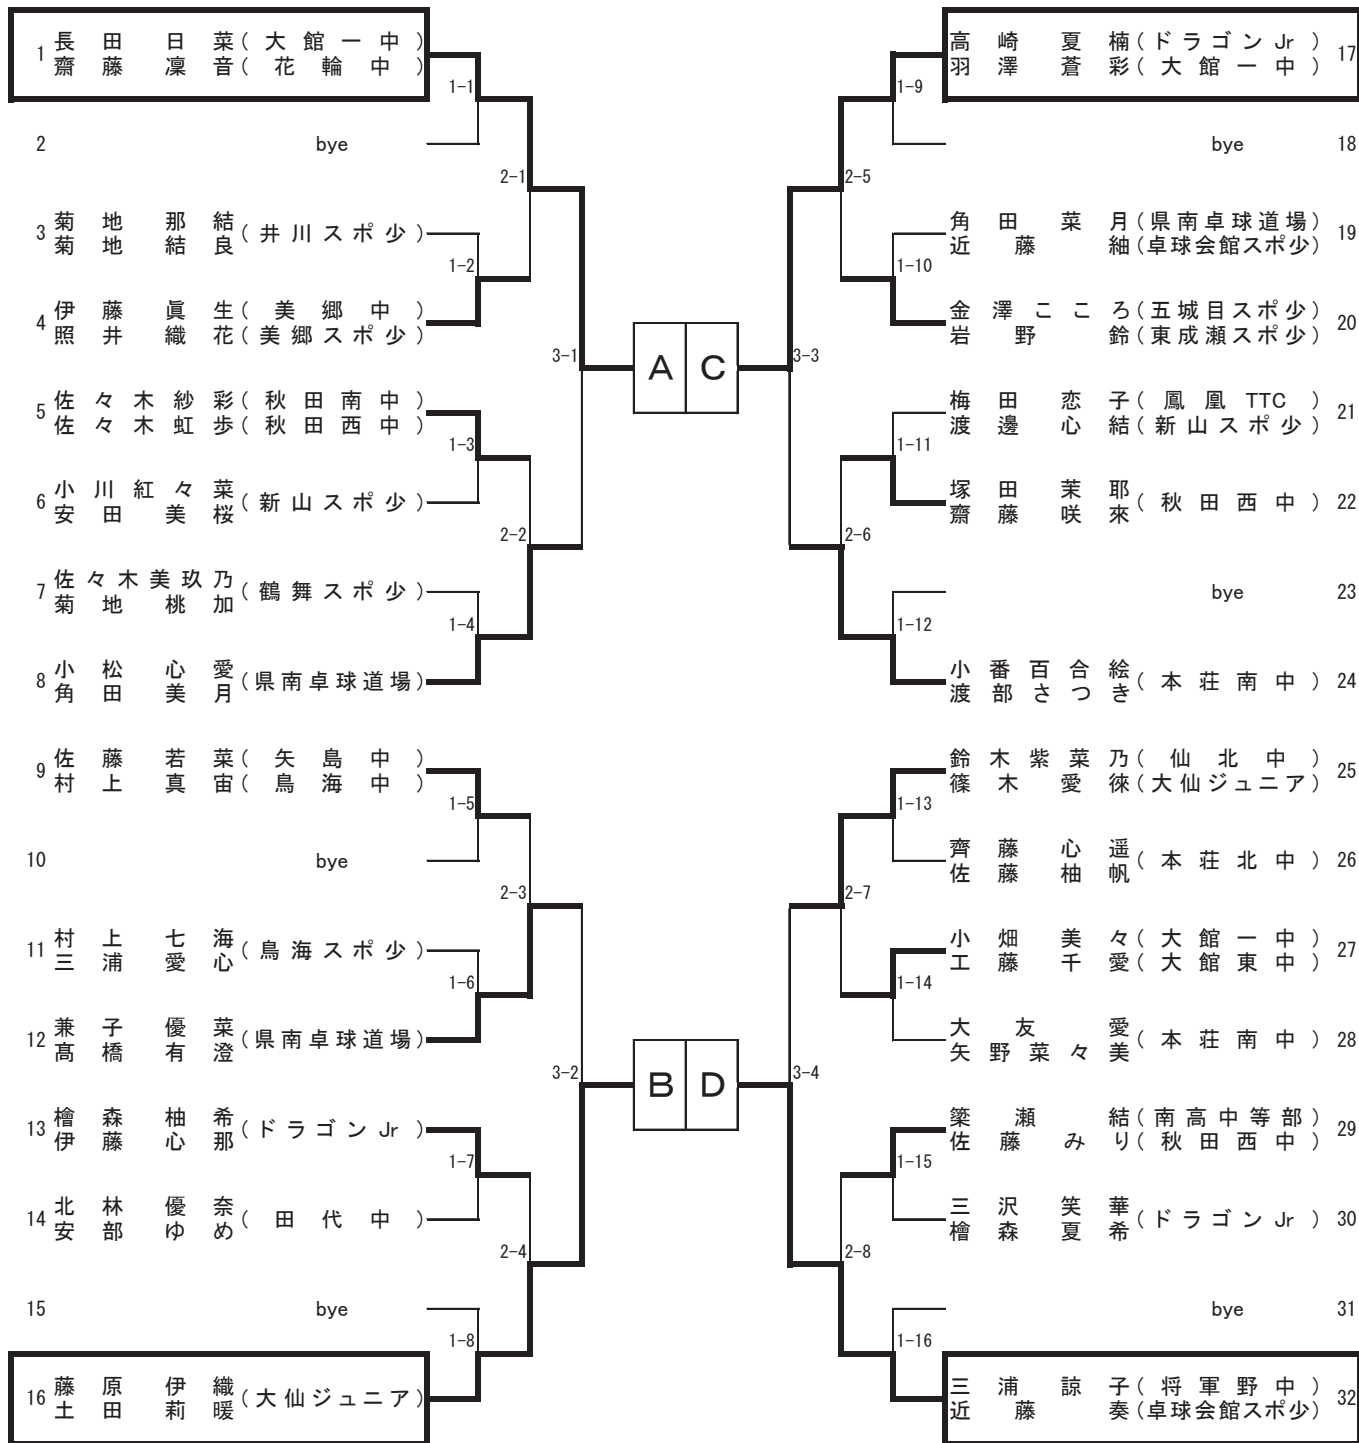 1 長田日菜(大館一中)
齋藤凜音(花輪中)
1-1
2 bye
2-1
3 菊地那結(井川スポ少)
菊地結良
1-2
4 伊藤眞生(美郷中)
照井織花(美郷スポ少)
3-1
5 佐々木紗彩(秋田南中)
佐々木虹歩(秋田西中)
1-3
6 小川紅々菜(新山スポ少)
安田美桜
2-2
7 佐々木美玖乃(鶴舞スポ少)
菊地桃加
1-4
8 小松心愛(県南卓球道場)
角田美月
9 佐藤若菜(矢島中)
村上真宙(鳥海中)
1-5
10 bye
2-3
11 村上七海(鳥海スポ少)
三浦愛心
1-6
12 兼子優菜(県南卓球道場)
髙橋有澄
3-2
13 檜森柚希(ドラゴンJr)
伊藤心那
1-7
14 北林優奈(田代中)
安部ゆめ
2-4
15 bye
1-8
16 藤原伊織(大仙ジュニア)
土田莉暖
A C
B D
高崎夏楠(ドラゴンJr) 17
羽澤蒼彩(大館一中)
1-9
bye 18
2-5
角田菜月(県南卓球道場) 19
近藤紬(卓球会館スポ少)
1-10
金澤こころ(五城目スポ少) 20
岩野鈴(東成瀬スポ少)
3-3
梅田恋子(鳳凰TTC) 21
渡邊心結(新山スポ少)
1-11
塚田茉耶(秋田西中) 22
齋藤咲來
2-6
bye 23
1-12
小番百合絵(本荘南中) 24
渡部さつき
鈴木紫菜乃(仙北中) 25
篠木愛徠(大仙ジュニア)
1-13
齊藤心遥(本荘北中) 26
佐藤柚帆
2-7
小畑美々(大館一中) 27
工藤千愛(大館東中)
1-14
大友愛(本荘南中) 28
矢野菜々美
3-4
簗瀬結(南高中等部) 29
佐藤みり(秋田西中)
1-15
三沢笑華(ドラゴンJr) 30
檜森夏希
2-8
bye 31
1-16
三浦諒子(将軍野中) 32
近藤奏(卓球会館スポ少)